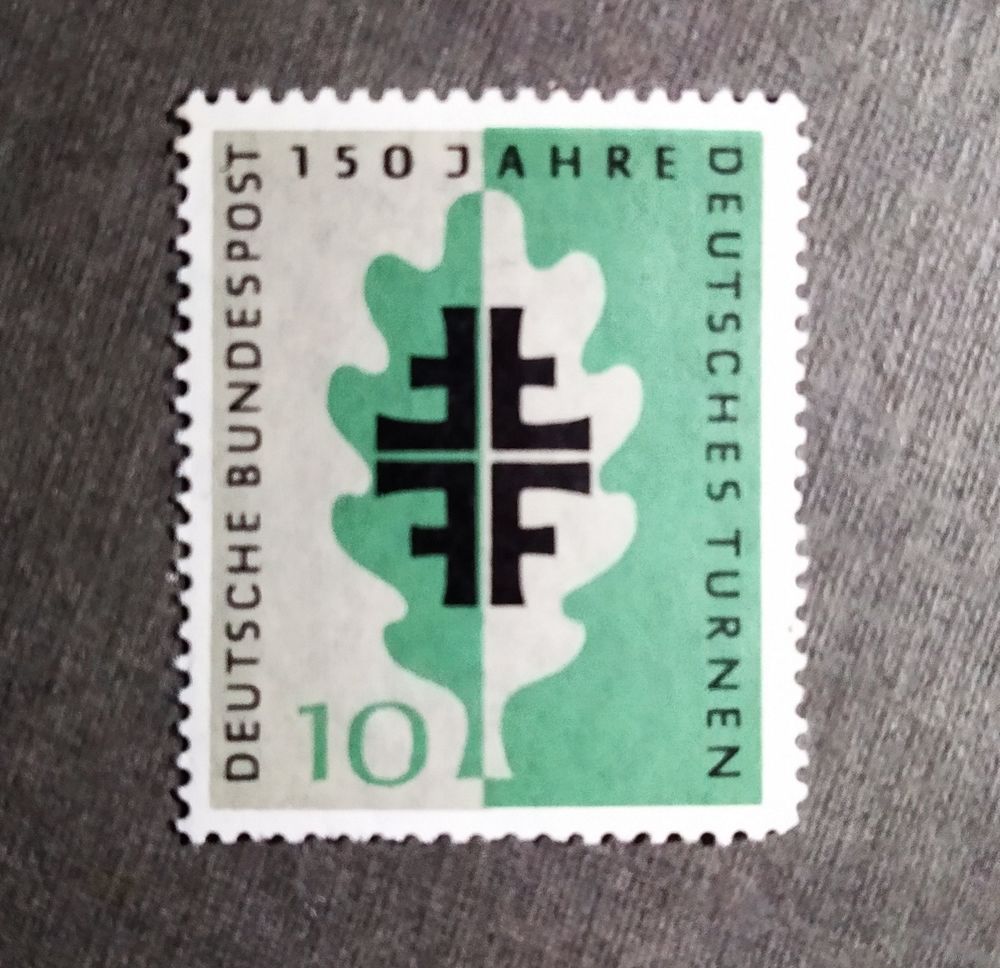 150 JAHRE
DEUTSCHES TURNEN
DEUTSCHE BUNDESPOST
10